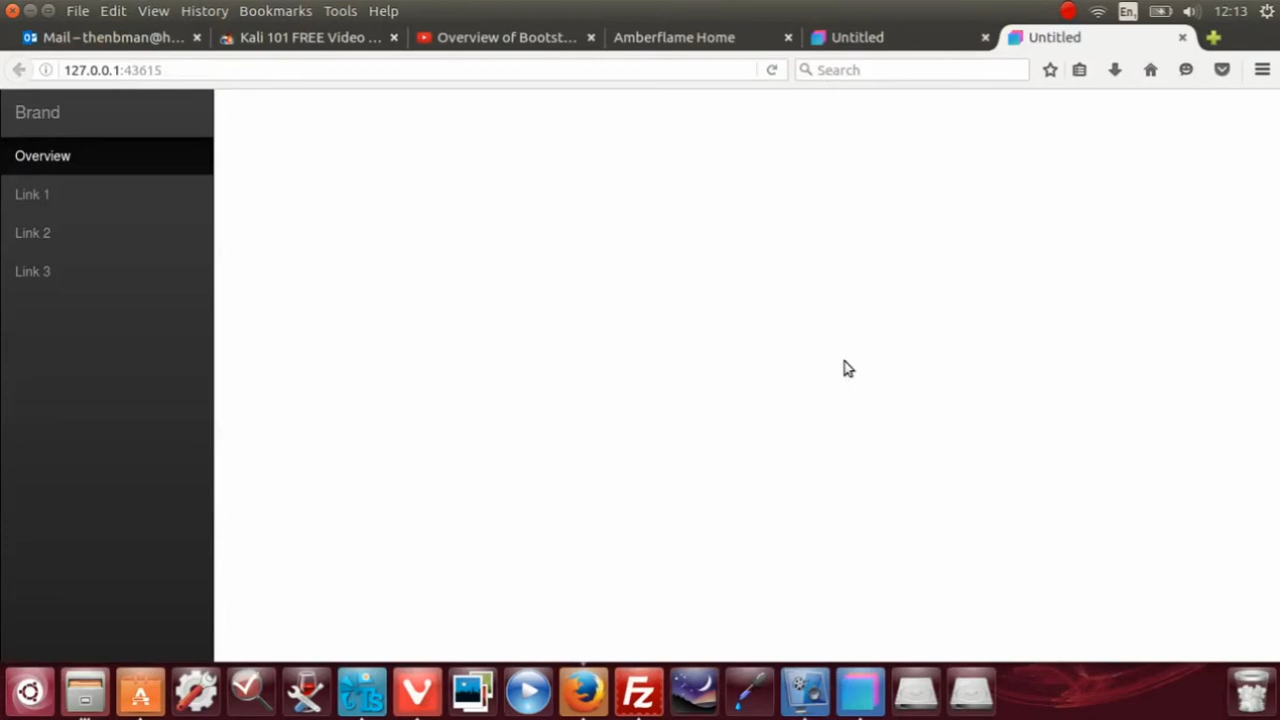 File Edit View History Bookmarks Tools Help En 12:13
Mail – thenbman@h... Kali 101 FREE Video ... Overview of Bootst... Amberflame Home Untitled Untitled
127.0.0.1:43615 Search
Brand
Overview
Link 1
Link 2
Link 3
Fz